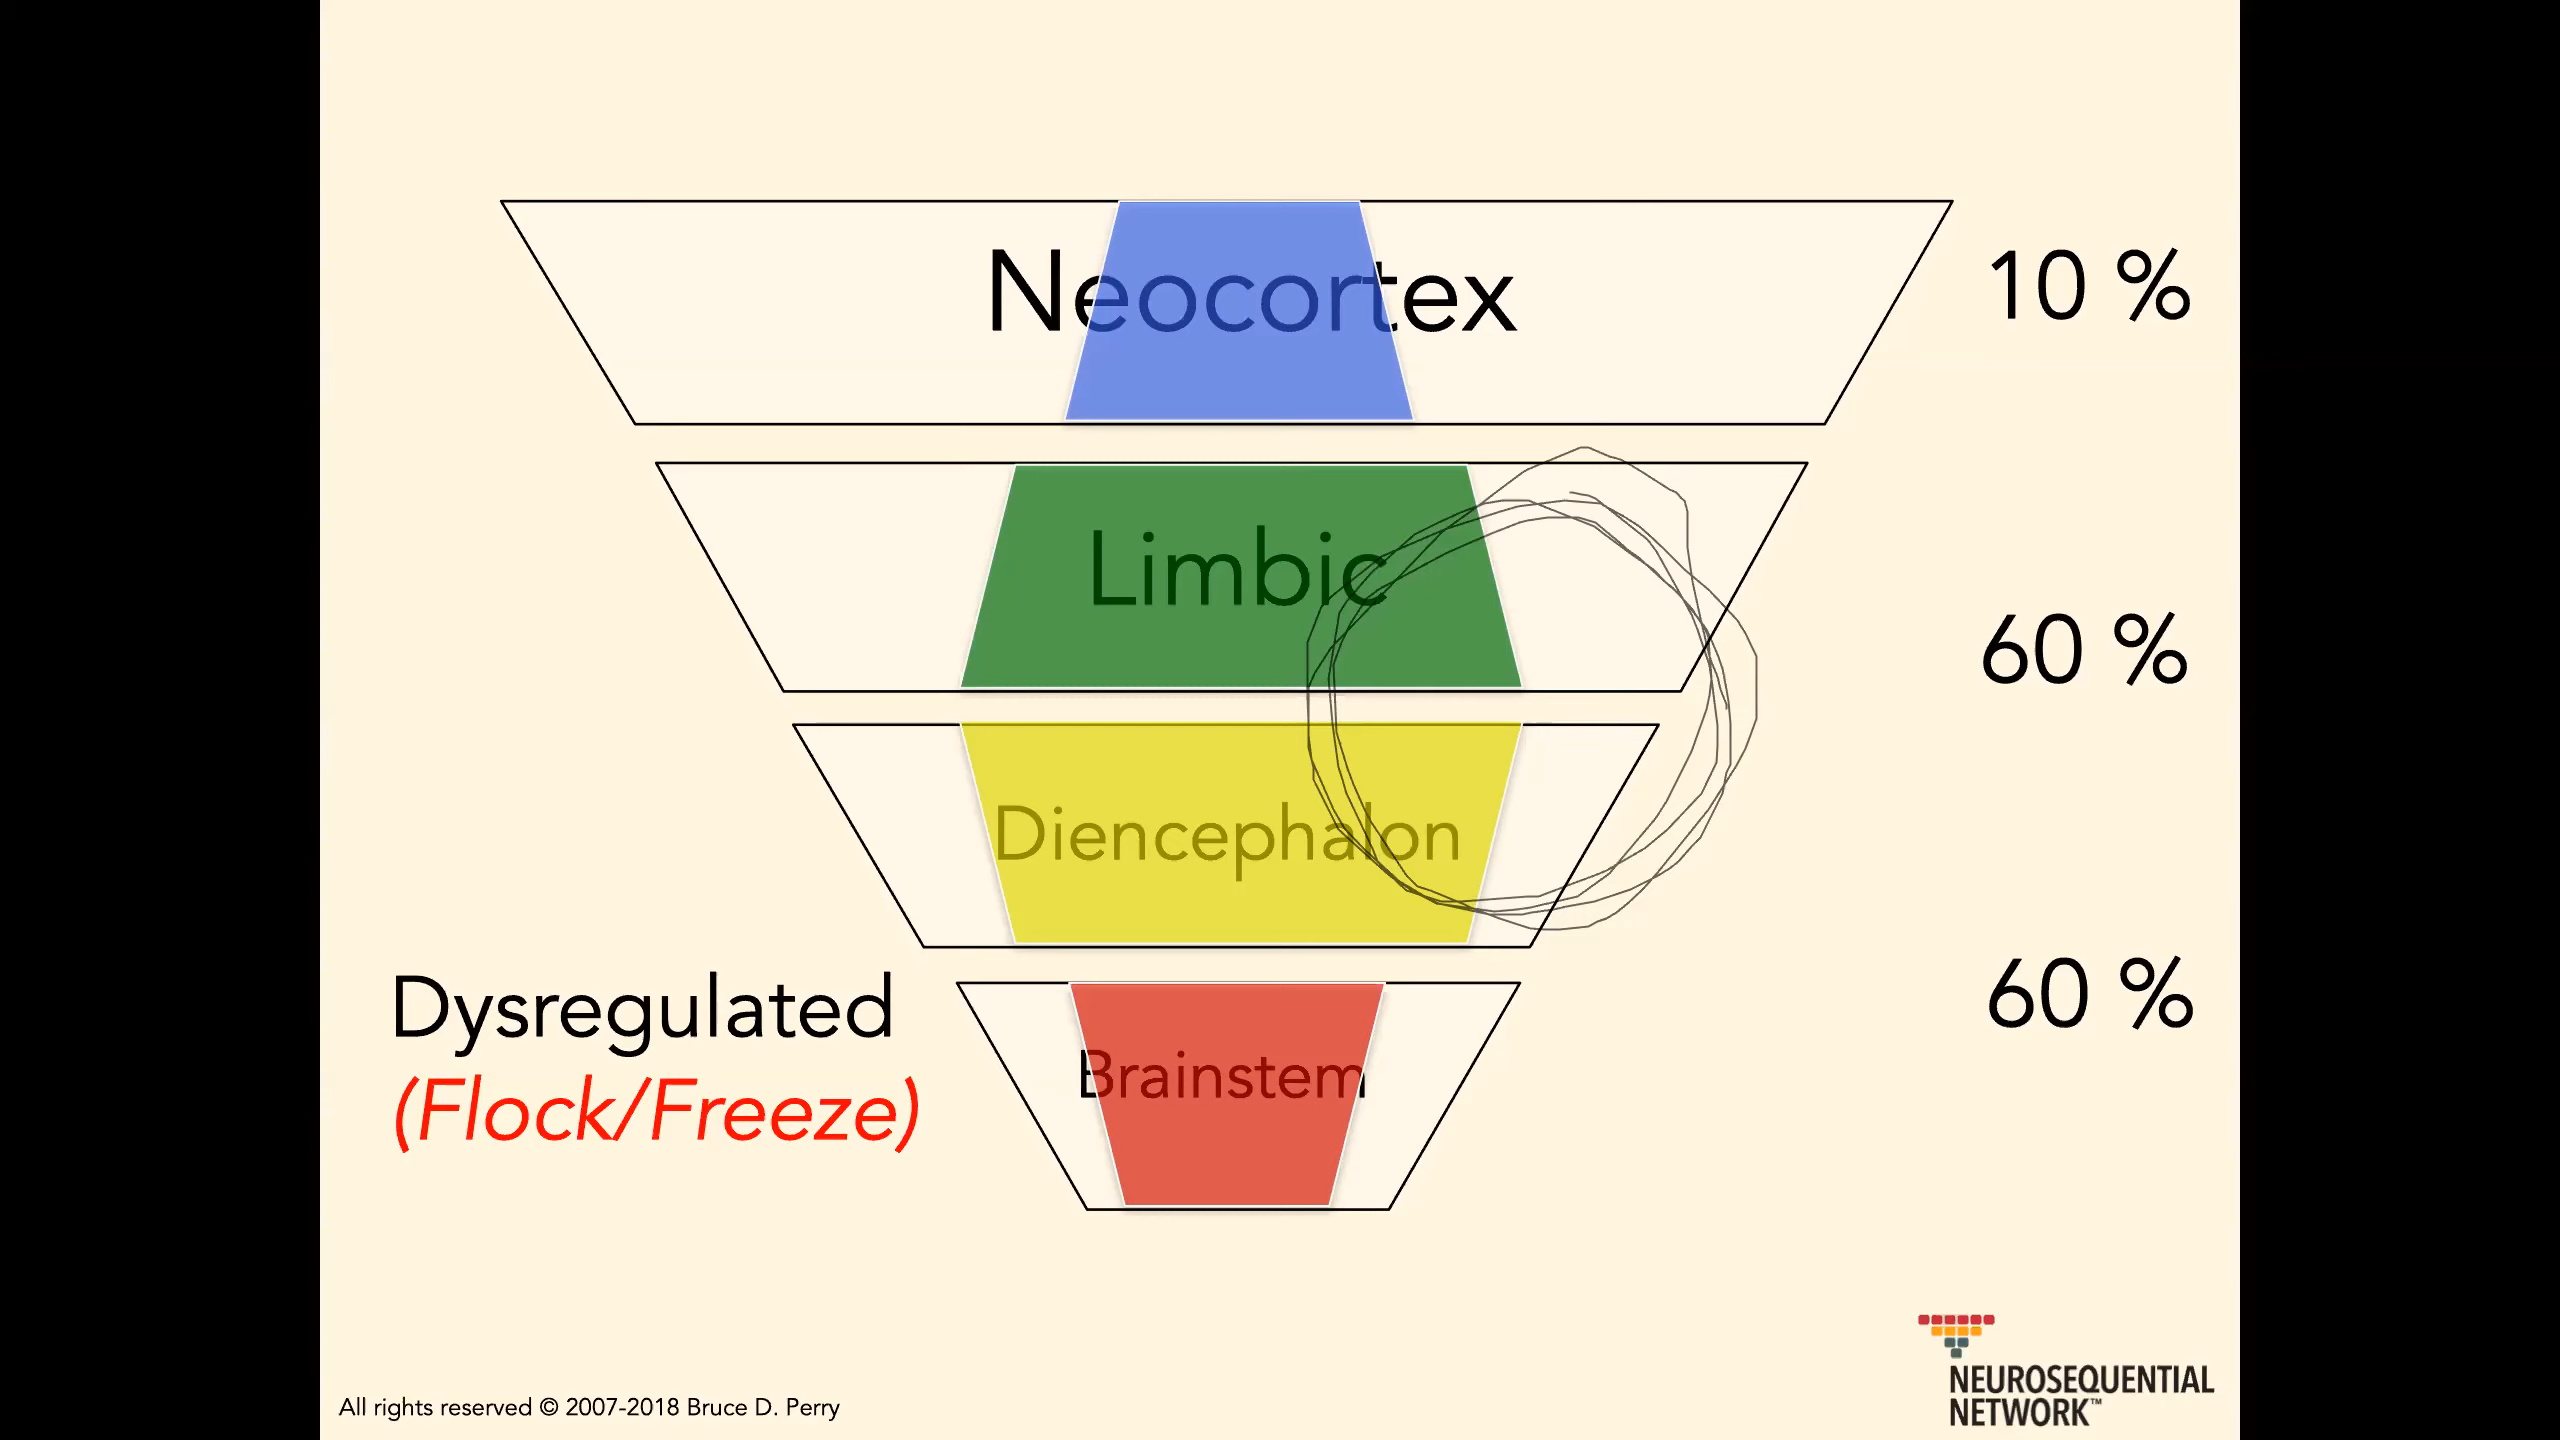 Neocortex
10 %
Limbic
60 %
Diencephalon
60 %
Dysregulated
(Flock/Freeze)
Brainstem
All rights reserved © 2007-2018 Bruce D. Perry
NEUROSEQUENTIAL
NETWORK™